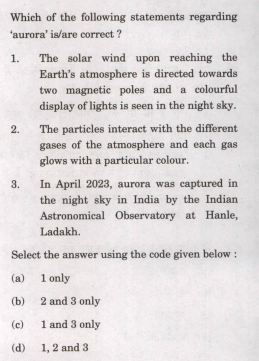 Which of the following statements regarding
'aurora' is/are correct ?
1. The solar wind upon reaching the
Earth's atmosphere is directed towards
two magnetic poles and a colourful
display of lights is seen in the night sky.
2. The particles interact with the different
gases of the atmosphere and each gas
glows with a particular colour.
3. In April 2023, aurora was captured in
the night sky in India by the Indian
Astronomical Observatory at Hanle,
Ladakh.
Select the answer using the code given below :
(a) 1 only
(b) 2 and 3 only
(c) 1 and 3 only
(d) 1, 2 and 3